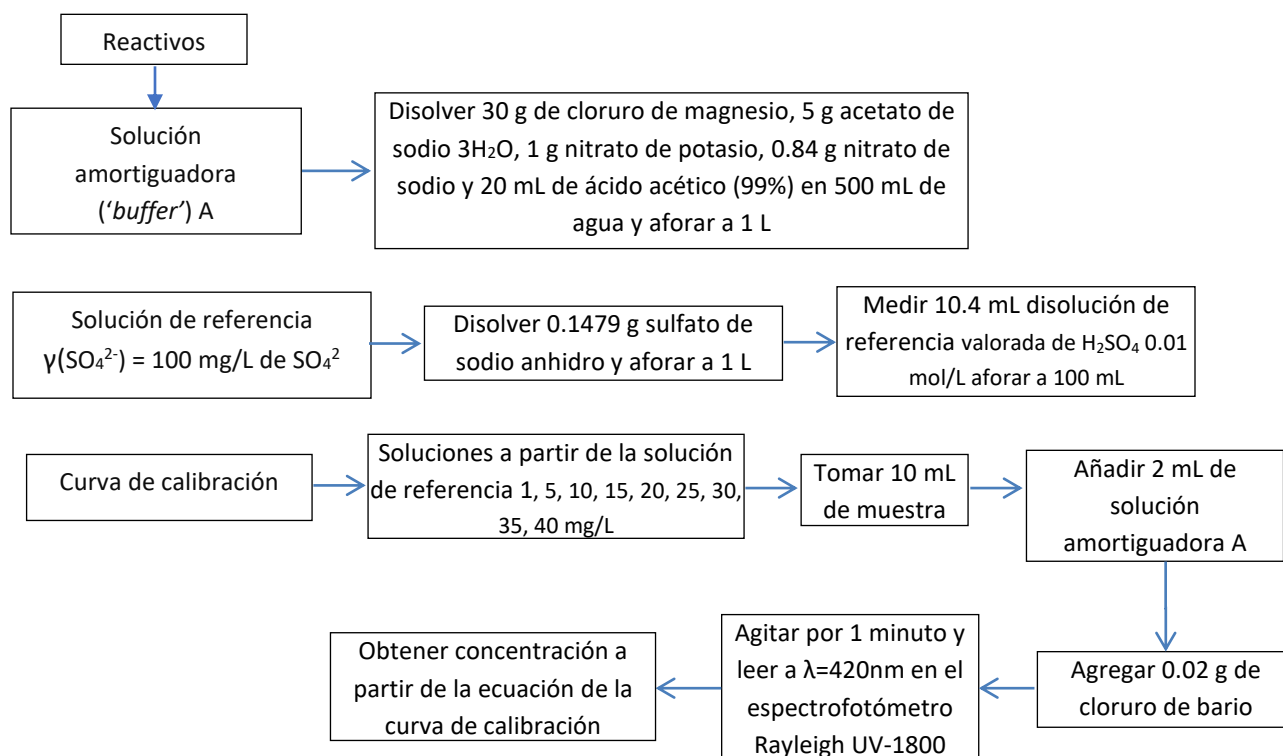 Reactivos
Solución
amortiguadora
(‘buffer’) A
Disolver 30 g de cloruro de magnesio, 5 g acetato de
sodio 3H₂O, 1 g nitrato de potasio, 0.84 g nitrato de
sodio y 20 mL de ácido acético (99%) en 500 mL de
agua y aforar a 1 L
Solución de referencia
γ(SO₄²⁻) = 100 mg/L de SO₄²
Disolver 0.1479 g sulfato de
sodio anhidro y aforar a 1 L
Medir 10.4 mL disolución de
referencia valorada de H₂SO₄ 0.01
mol/L aforar a 100 mL
Curva de calibración
Soluciones a partir de la solución
de referencia 1, 5, 10, 15, 20, 25, 30,
35, 40 mg/L
Tomar 10 mL
de muestra
Añadir 2 mL de
solución
amortiguadora A
Agregar 0.02 g de
cloruro de bario
Agitar por 1 minuto y
leer a λ=420nm en el
espectrofotómetro
Rayleigh UV-1800
Obtener concentración a
partir de la ecuación de la
curva de calibración